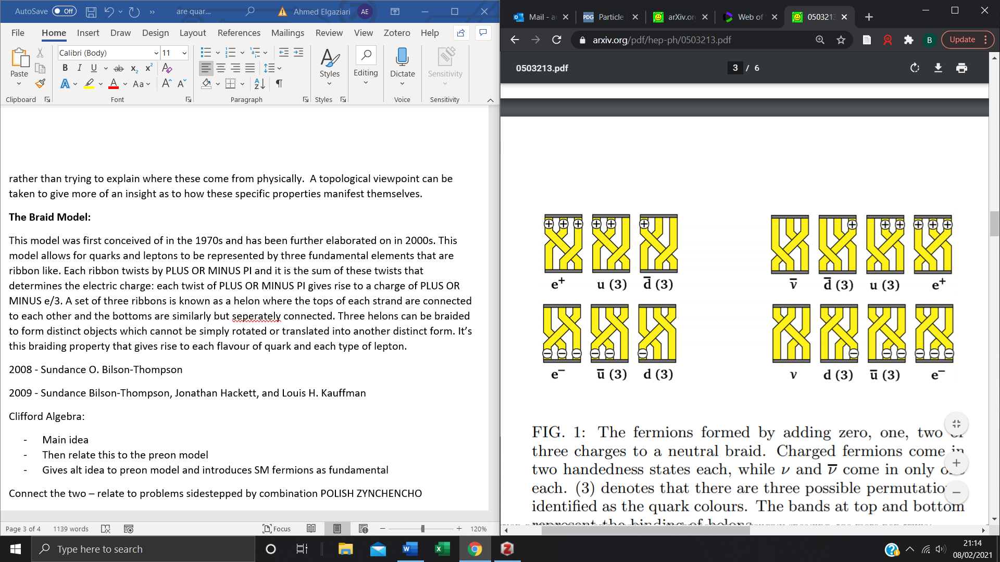 AutoSave Off are quar... Ahmed Elgaziari AE
File Home Insert Draw Design Layout References Mailings Review View Zotero Help
Calibri (Body) 11
Paste Styles Editing Dictate Sensitivity
Clipboard Font Paragraph Styles Voice Sensitivity
rather than trying to explain where these come from physically. A topological viewpoint can be
taken to give more of an insight as to how these specific properties manifest themselves.
The Braid Model:
This model was first conceived of in the 1970s and has been further elaborated on in 2000s. This
model allows for quarks and leptons to be represented by three fundamental elements that are
ribbon like. Each ribbon twists by PLUS OR MINUS PI and it is the sum of these twists that
determines the electric charge: each twist of PLUS OR MINUS PI gives rise to a charge of PLUS OR
MINUS e/3. A set of three ribbons is known as a helon where the tops of each strand are connected
to each other and the bottoms are similarly but seperately connected. Three helons can be braided
to form distinct objects which cannot be simply rotated or translated into another distinct form. It’s
this braiding property that gives rise to each flavour of quark and each type of lepton.
2008 - Sundance O. Bilson-Thompson
2009 - Sundance Bilson-Thompson, Jonathan Hackett, and Louis H. Kauffman
Clifford Algebra:
- Main idea
- Then relate this to the preon model
- Gives alt idea to preon model and introduces SM fermions as fundamental
Connect the two – relate to problems sidestepped by combination POLISH ZYNCHENCHO
Page 3 of 4 1139 words Focus 120%
Mail - a PDG Particle arXiv.or Web of 0503213
arxiv.org/pdf/hep-ph/0503213.pdf B Update
0503213.pdf 3 / 6
e⁺ u (3) d̅ (3) ν̅ d̅ (3) u (3) e⁺
e⁻ u̅ (3) d (3) ν d (3) u̅ (3) e⁻
FIG. 1: The fermions formed by adding zero, one, two or
three charges to a neutral braid. Charged fermions come in
two handedness states each, while ν and ν̅ come in only one
each. (3) denotes that there are three possible permutatio
identified as the quark colours. The bands at top and bottom
represent the binding of helons.
Type here to search
21:14
08/02/2021